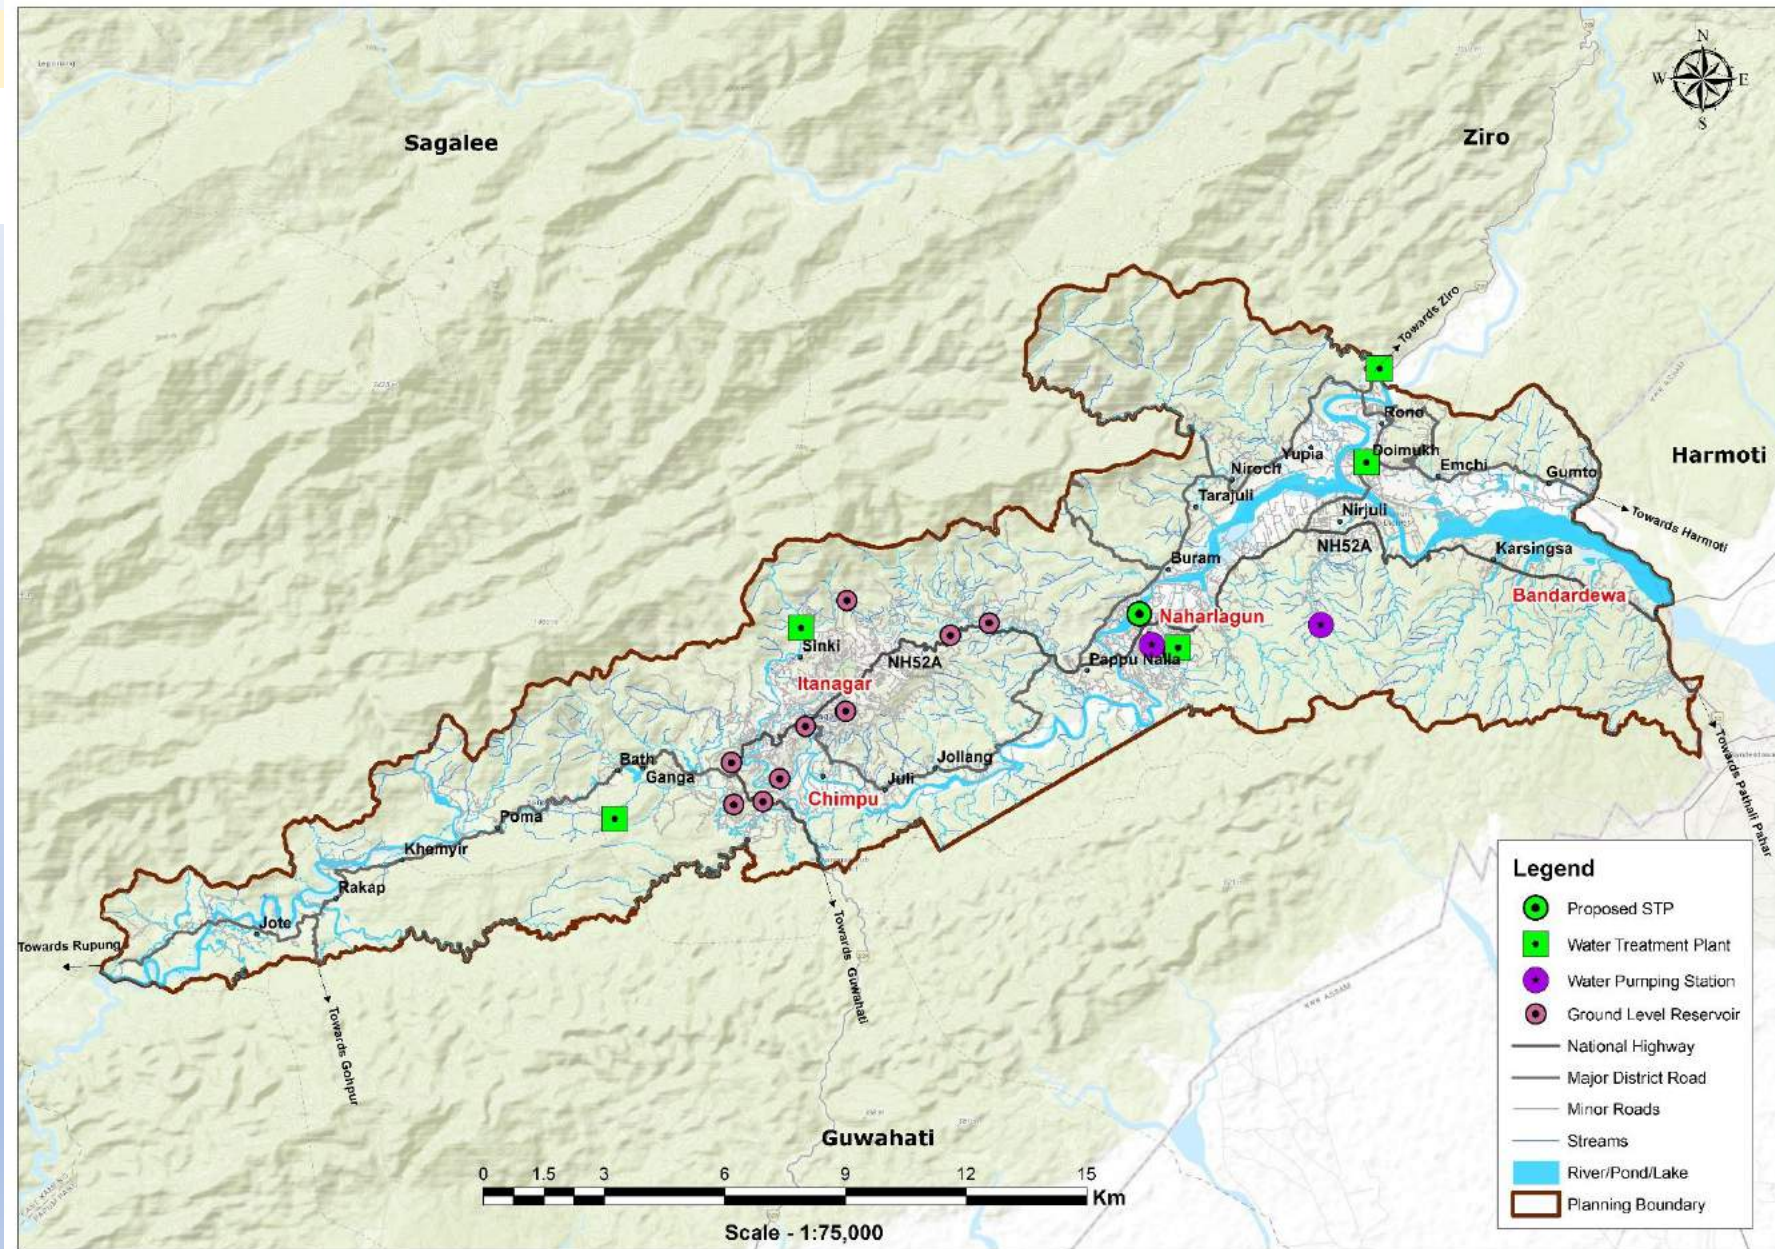 N
W
E
S
Sagalee
Ziro
Towards Ziro
Rono
Doimukh
Yupia
Niroch
Emchi
Gumto
Harmoti
Tarajuli
Nirjuli
Towards Harmoti
NH52A
Karsingsa
Buram
Bandardewa
Naharlagun
Sinki
NH52A
Pappu Nalla
Itanagar
Bath
Ganga
Jollang
Juli
Chimpu
Poma
Khemyir
Rakap
Jote
Towards Rupung
Towards Gohpur
Towards Guwahati
Towards Pathali Pahar
Guwahati
0 1.5 3 6 9 12 15
Km
Scale - 1:75,000
Legend
Proposed STP
Water Treatment Plant
Water Pumping Station
Ground Level Reservoir
National Highway
Major District Road
Minor Roads
Streams
River/Pond/Lake
Planning Boundary